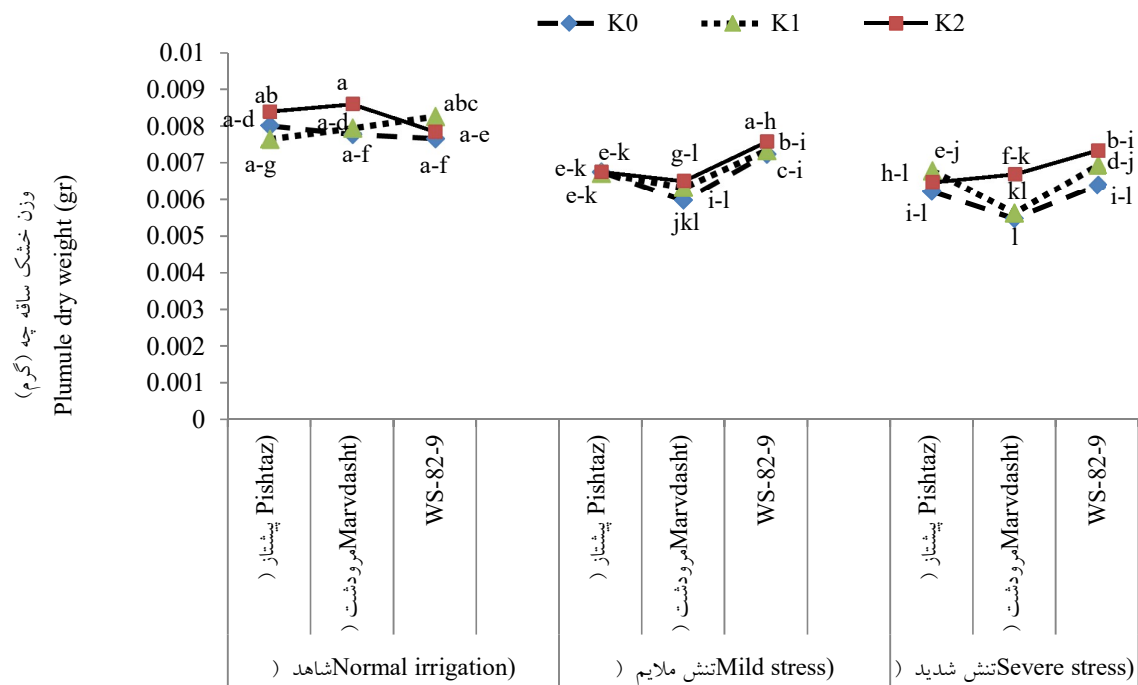 K0 K1 K2
0.01
0.009
0.008
0.007
0.006
0.005
0.004
0.003
0.002
0.001
0
وزن خشک ساقه چه (گرم)
Plumule dry weight (gr)
ab
a
abc
a-d
a-d
a-e
a-g
a-f
a-f
e-k
e-k
e-k
g-l
i-l
jkl
a-h
b-i
c-i
e-j
h-l
i-l
f-k
kl
l
b-i
d-j
i-l
پیشتاز ( Pishtaz)
مرودشت (Marvdasht)
WS-82-9
پیشتاز ( Pishtaz)
مرودشت (Marvdasht)
WS-82-9
پیشتاز ( Pishtaz)
مرودشت (Marvdasht)
WS-82-9
شاهد (Normal irrigation)
تنش ملایم (Mild stress)
تنش شدید (Severe stress)